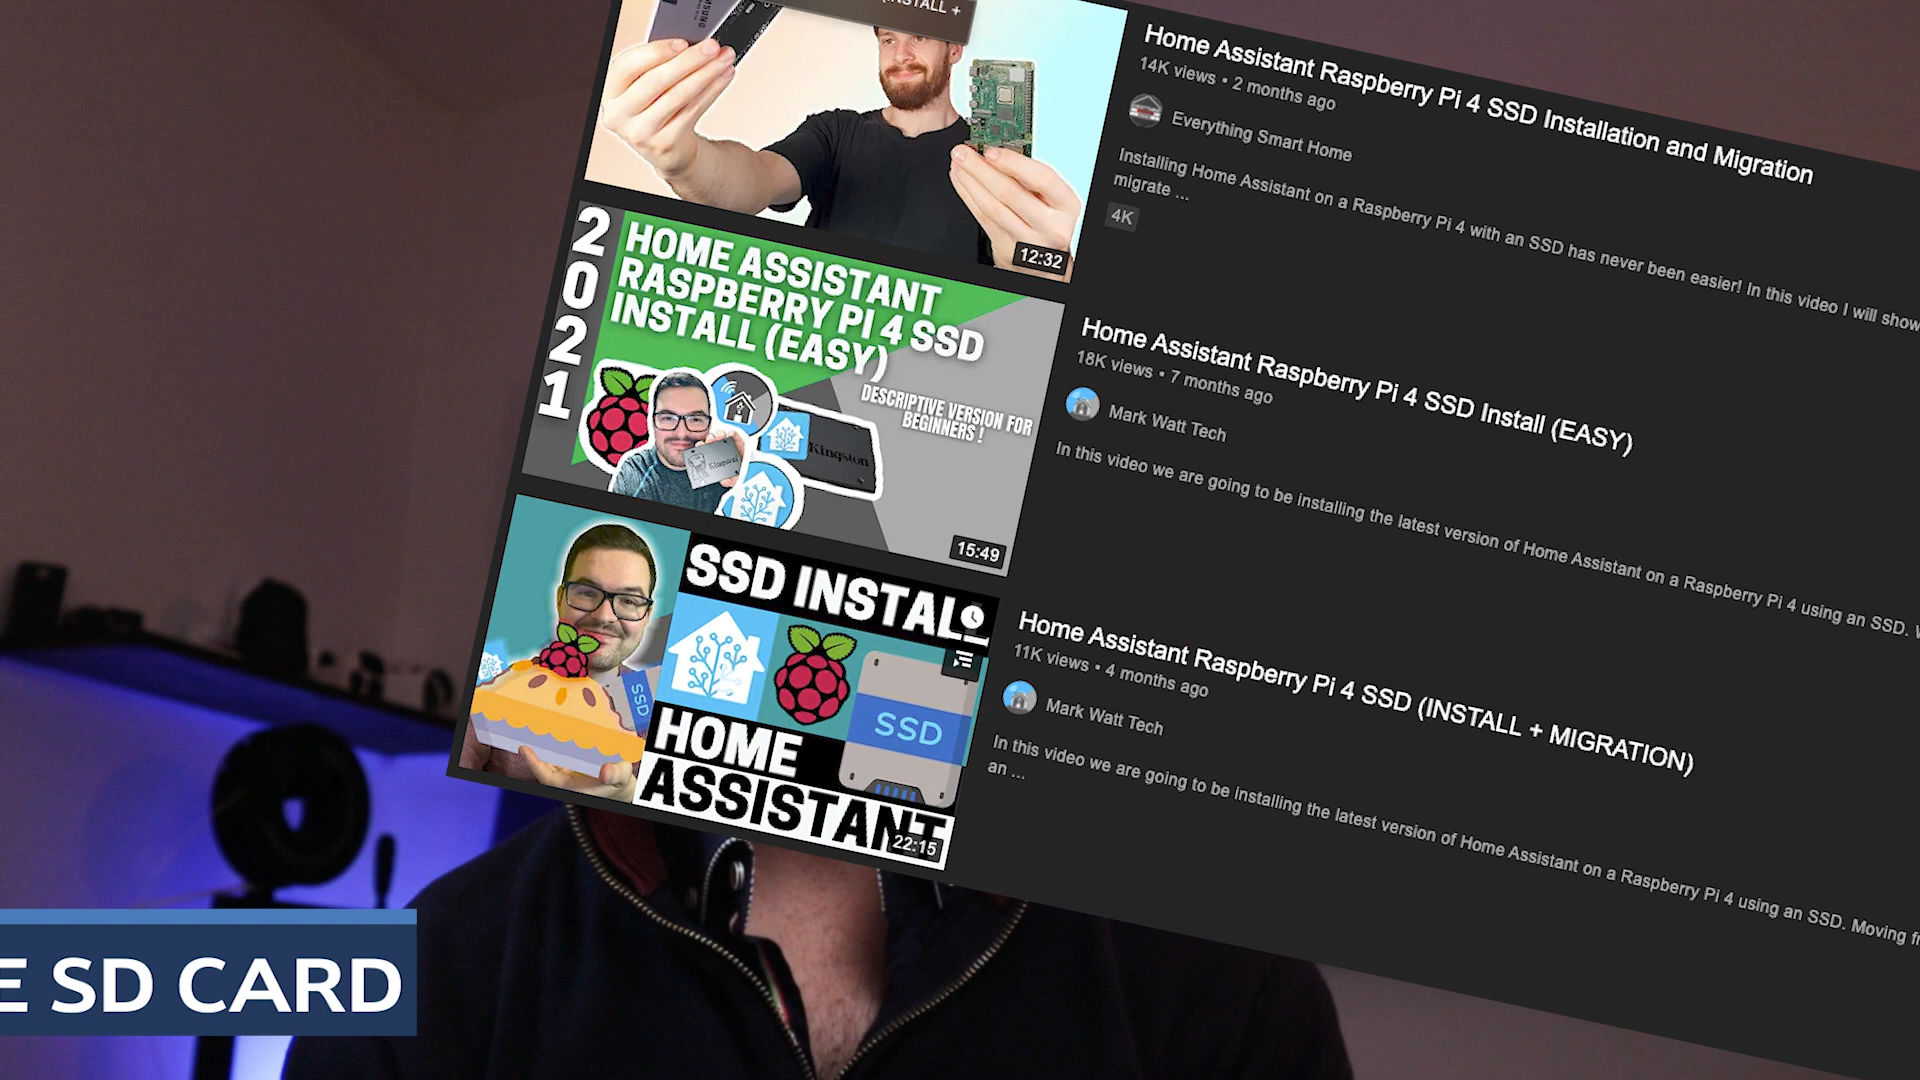 SAMSUNG
(INSTALL +
12:32
Home Assistant Raspberry Pi 4 SSD Installation and Migration
14K views • 2 months ago
Everything Smart Home
Installing Home Assistant on a Raspberry Pi 4 with an SSD has never been easier! In this video I will show
migrate ...
4K
2021
HOME ASSISTANT
RASPBERRY PI 4 SSD
INSTALL (EASY)
DESCRIPTIVE VERSION FOR
BEGINNERS !
Kingston
Kingston
15:49
Home Assistant Raspberry Pi 4 SSD Install (EASY)
18K views • 7 months ago
Mark Watt Tech
In this video we are going to be installing the latest version of Home Assistant on a Raspberry Pi 4 using an SSD.
SSD INSTALL
SSD
SSD
HOME
ASSISTANT
22:15
Home Assistant Raspberry Pi 4 SSD (INSTALL + MIGRATION)
11K views • 4 months ago
Mark Watt Tech
In this video we are going to be installing the latest version of Home Assistant on a Raspberry Pi 4 using an SSD. Moving
an ...
E SD CARD